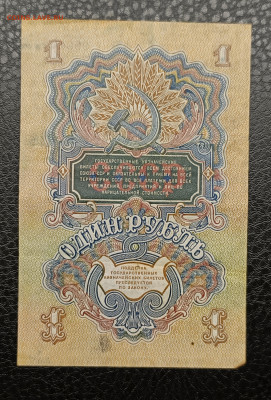 1 1
ГОСУДАРСТВЕННЫЕ КАЗНАЧЕЙСКИЕ
БИЛЕТЫ ОБЕСПЕЧИВАЮТСЯ ВСЕМ ДОСТОЯНИЕМ
СОЮЗА ССР И ОБЯЗАТЕЛЬНЫ К ПРИЕМУ НА ВСЕЙ
ТЕРРИТОРИИ СССР ВО ВСЕ ПЛАТЕЖИ ДЛЯ ВСЕХ
УЧРЕЖДЕНИЙ, ПРЕДПРИЯТИЙ И ЛИЦ ПО
НАРИЦАТЕЛЬНОЙ СТОИМОСТИ
ОДИН РУБЛЬ
ПОДДЕЛКА
ГОСУДАРСТВЕННЫХ
КАЗНАЧЕЙСКИХ БИЛЕТОВ
ПРЕСЛЕДУЕТСЯ
ПО ЗАКОНУ.
1 1